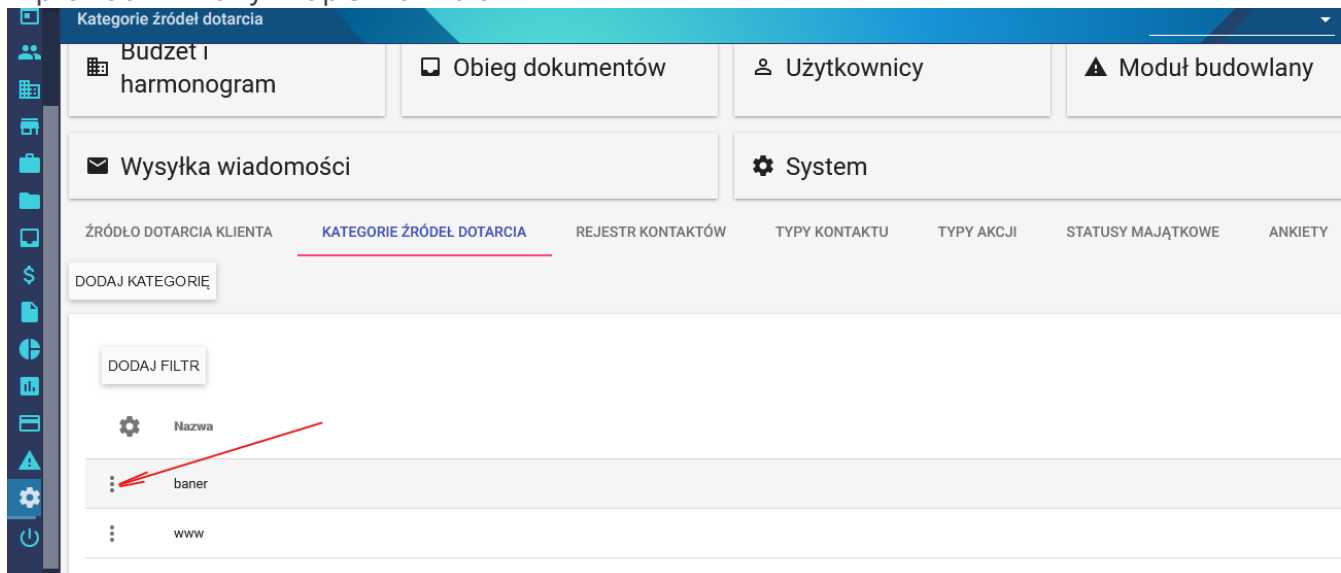 Kategorie źródeł dotarcia
Budżet i
harmonogram
Obieg dokumentów
Użytkownicy
Moduł budowlany
Wysyłka wiadomości
System
ŹRÓDŁO DOTARCIA KLIENTA KATEGORIE ŹRÓDEŁ DOTARCIA REJESTR KONTAKTÓW TYPY KONTAKTU TYPY AKCJI STATUSY MAJĄTKOWE ANKIETY
DODAJ KATEGORIĘ
DODAJ FILTR
Nazwa
baner
www